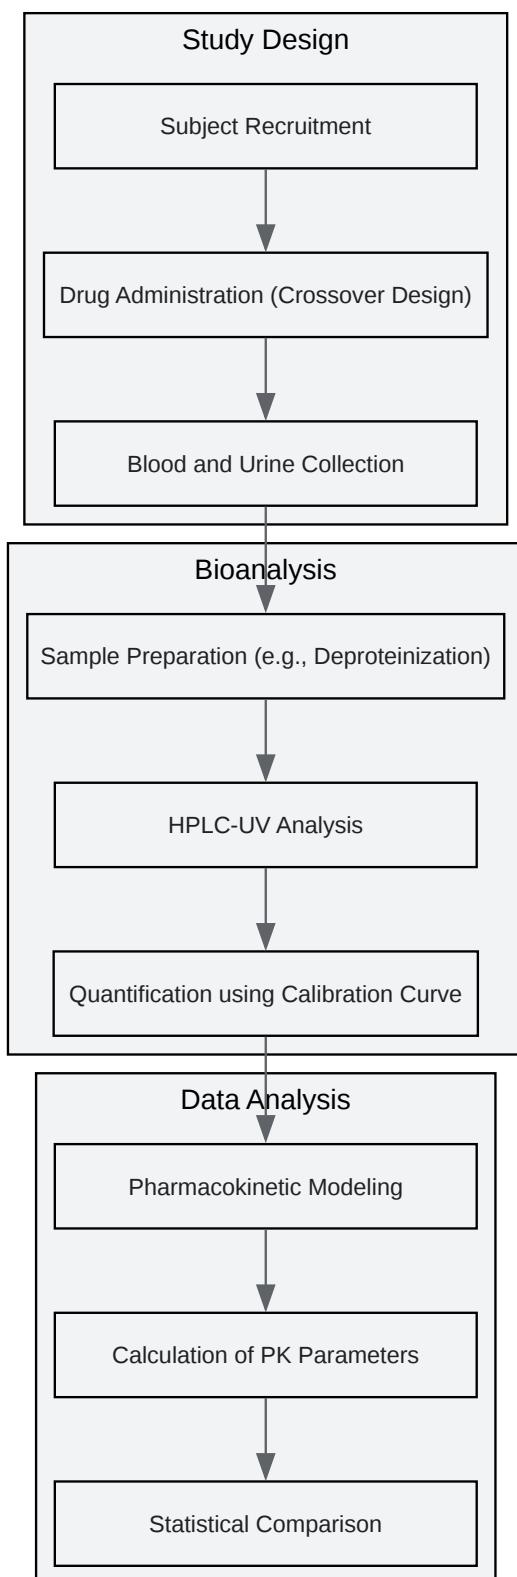 Study Design
Subject Recruitment
Drug Administration (Crossover Design)
Blood and Urine Collection
Bioanalysis
Sample Preparation (e.g., Deproteinization)
HPLC-UV Analysis
Quantification using Calibration Curve
Data Analysis
Pharmacokinetic Modeling
Calculation of PK Parameters
Statistical Comparison